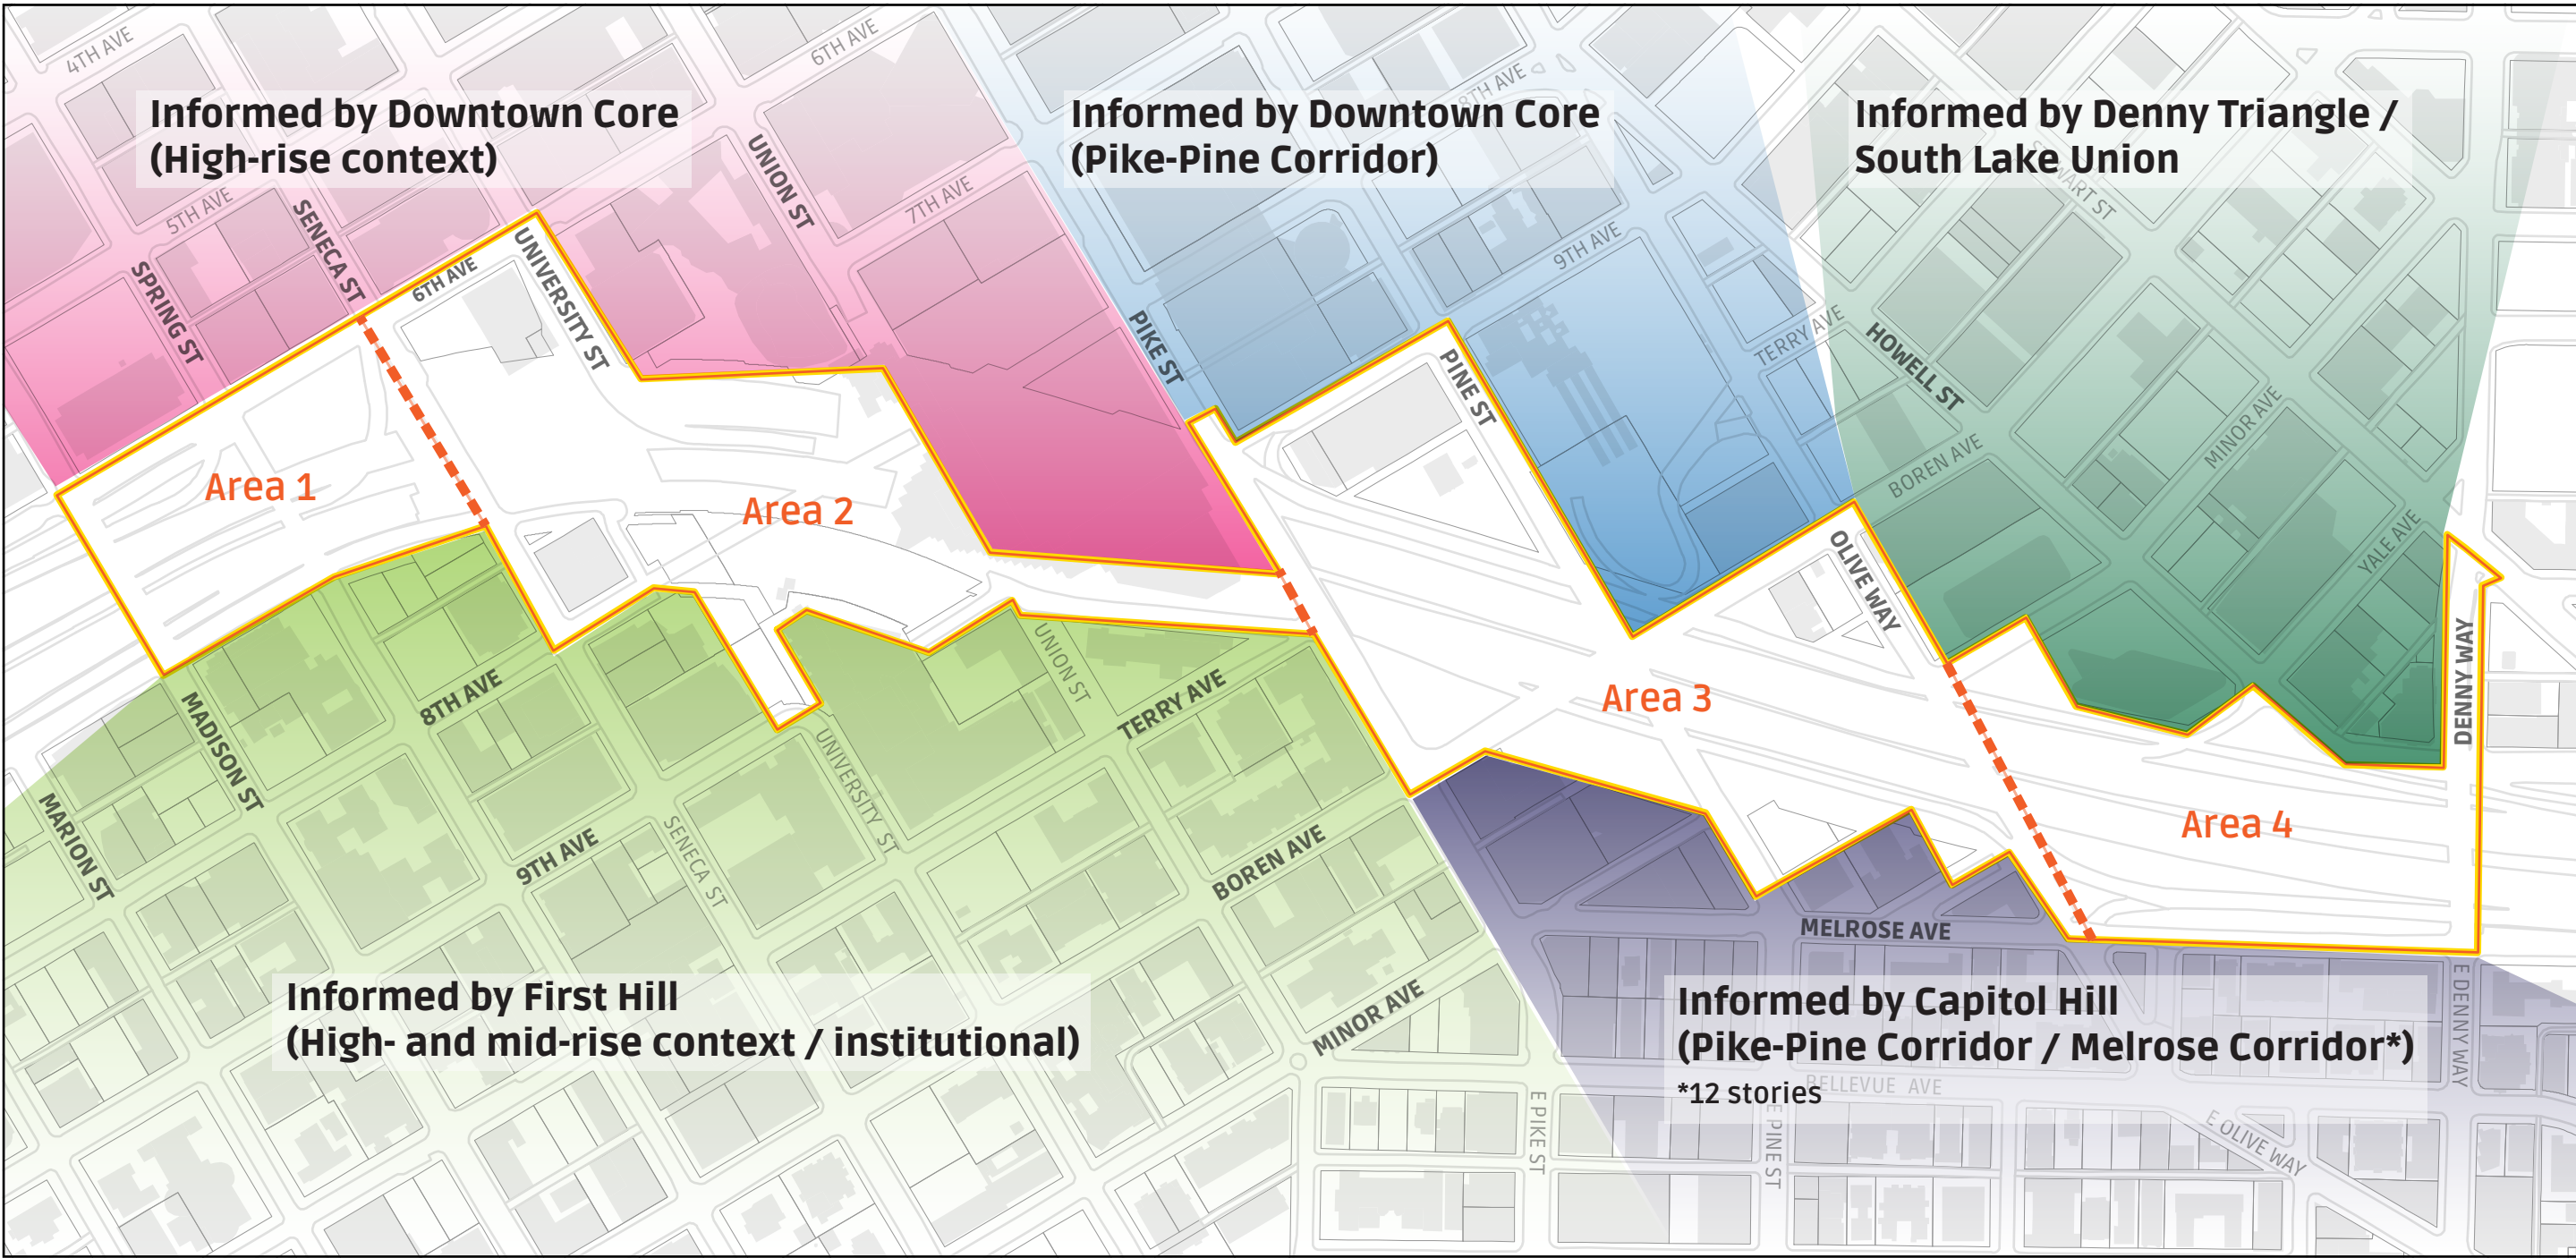 4TH AVE
6TH AVE
8TH AVE
Informed by Downtown Core
(High-rise context)
Informed by Downtown Core
(Pike-Pine Corridor)
Informed by Denny Triangle /
South Lake Union
5TH AVE
SENECA ST
UNION ST
7TH AVE
9TH AVE
SPRING ST
6TH AVE
UNIVERSITY ST
PIKE ST
PINE ST
TERRY AVE
HOWELL ST
BOREN AVE
MINOR AVE
YALE AVE
Area 1
Area 2
OLIVE WAY
DENNY WAY
Area 3
Area 4
MADISON ST
8TH AVE
UNION ST
TERRY AVE
MARION ST
9TH AVE
SENECA ST
UNIVERSITY ST
BOREN AVE
MELROSE AVE
MINOR AVE
E DENNY WAY
Informed by First Hill
(High- and mid-rise context / institutional)
Informed by Capitol Hill
(Pike-Pine Corridor / Melrose Corridor*)
*12 stories
BELLEVUE AVE
E PIKE ST
E PINE ST
E OLIVE WAY